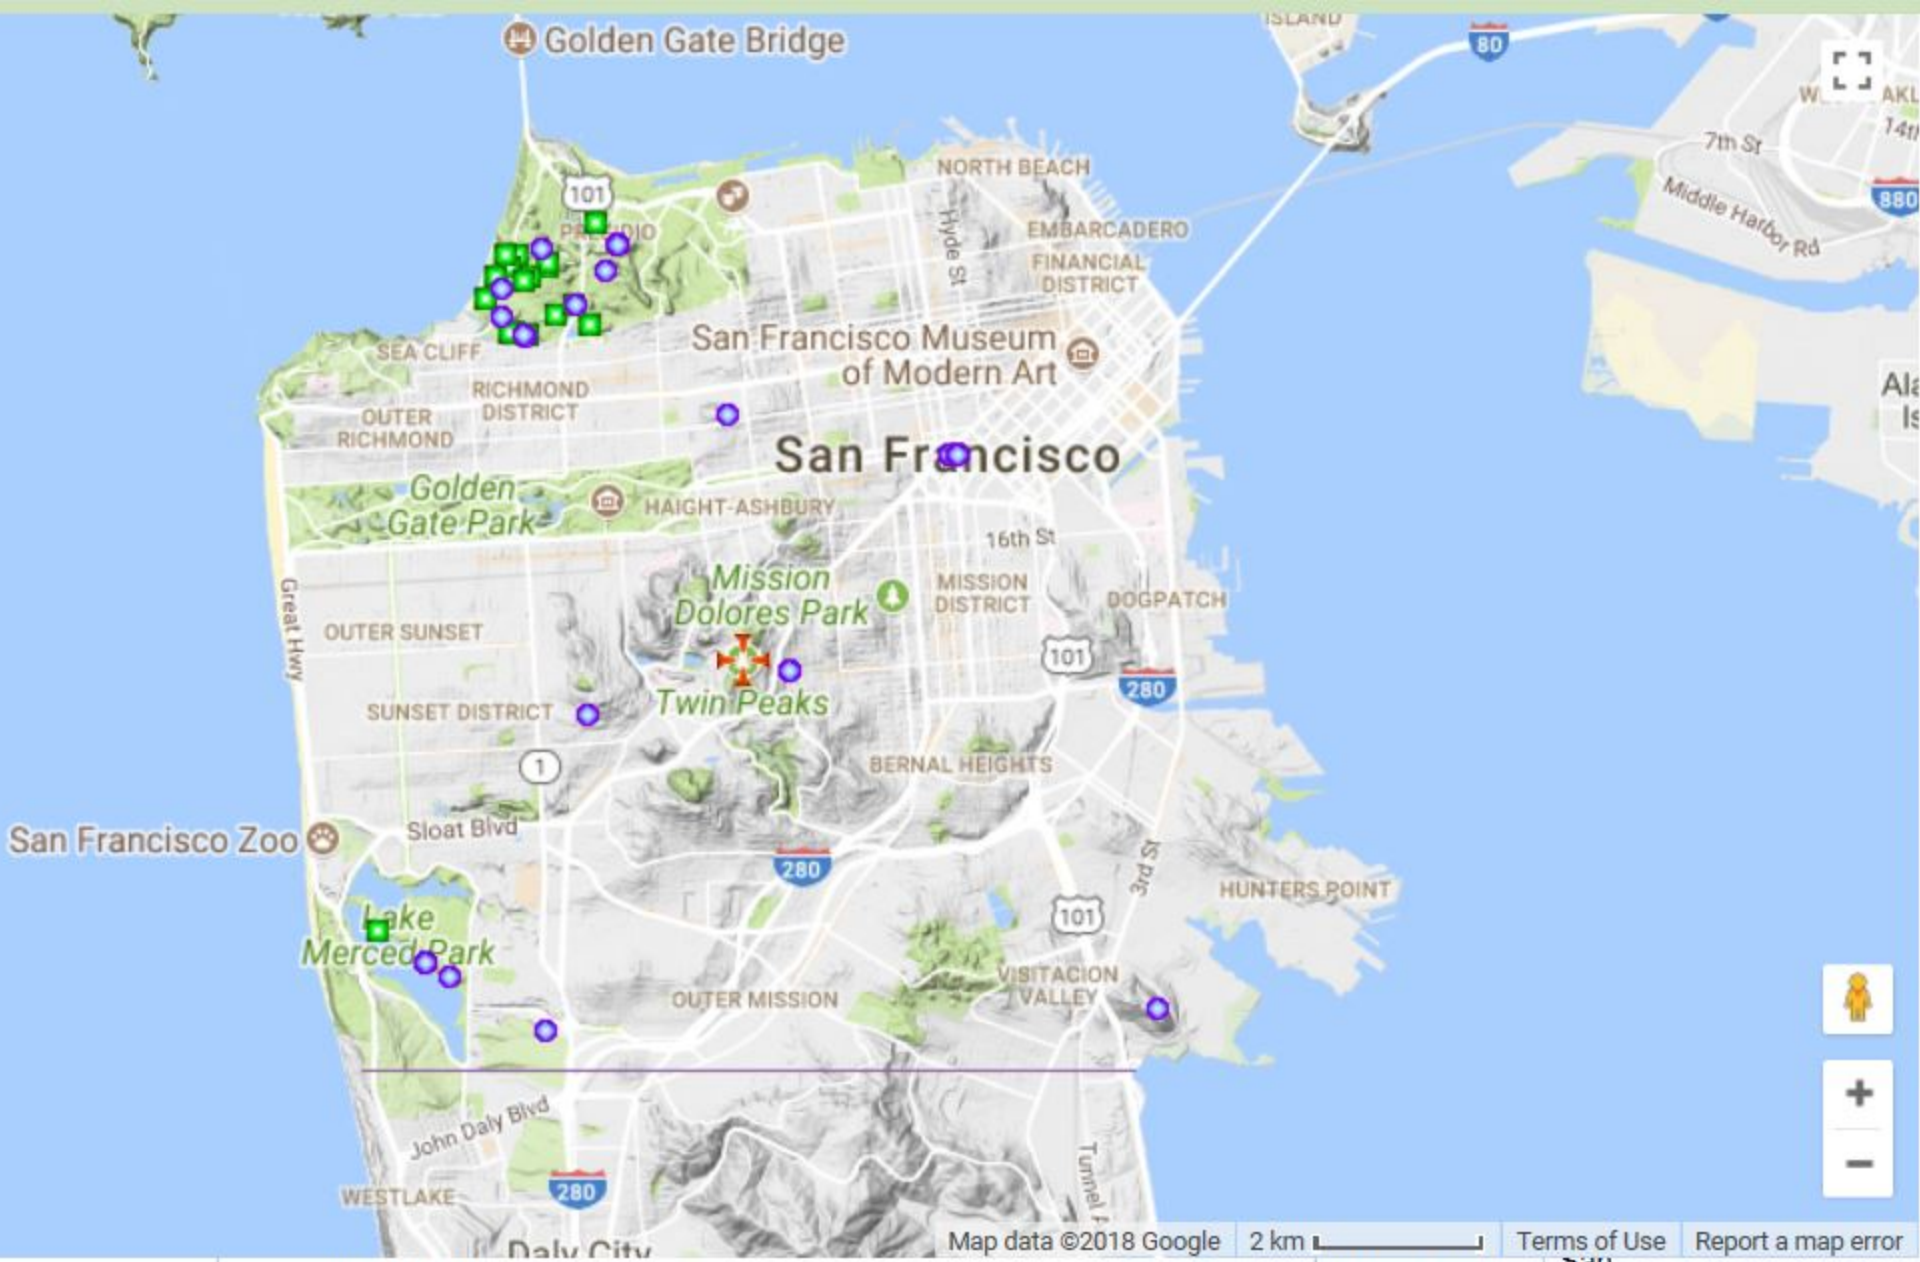 ISLAND
Golden Gate Bridge
80
14th
7th St
Middle Harbor Rd
880
NORTH BEACH
101
PRESIDIO
Hyde St
EMBARCADERO
FINANCIAL
DISTRICT
San Francisco Museum
of Modern Art
SEA CLIFF
RICHMOND
DISTRICT
OUTER
RICHMOND
San Francisco
Golden
Gate Park
HAIGHT-ASHBURY
16th St
Mission
Dolores Park
MISSION
DISTRICT
DOGPATCH
Great Hwy
OUTER SUNSET
101
280
Twin Peaks
SUNSET DISTRICT
1
BERNAL HEIGHTS
San Francisco Zoo
Sloat Blvd
280
3rd St
HUNTERS POINT
101
Lake
Merced Park
VISITACION
VALLEY
OUTER MISSION
John Daly Blvd
WESTLAKE
280
Tunnel
Daly City
Map data ©2018 Google
2 km
Terms of Use
Report a map error